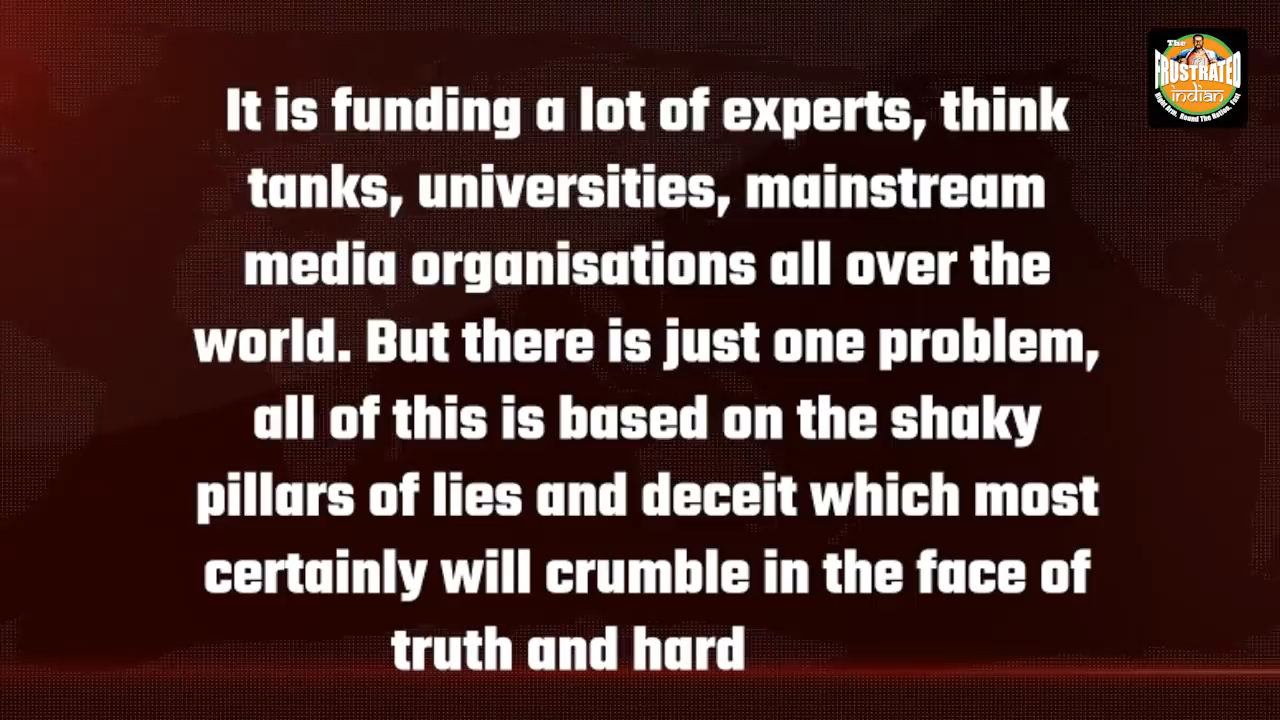 The
FRUSTRATED
indian
It is funding a lot of experts, think
tanks, universities, mainstream
media organisations all over the
world. But there is just one problem,
all of this is based on the shaky
pillars of lies and deceit which most
certainly will crumble in the face of
truth and hard